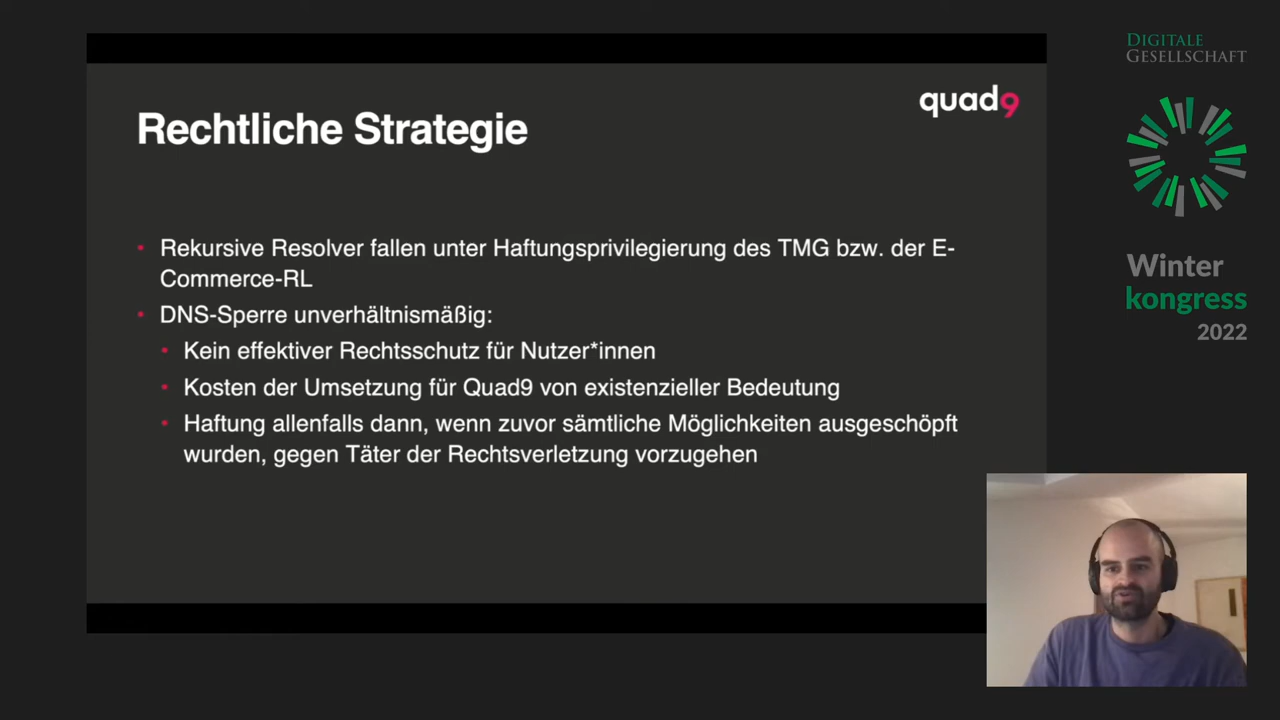 Rechtliche Strategie
quad9
• Rekursive Resolver fallen unter Haftungsprivilegierung des TMG bzw. der E-
Commerce-RL
• DNS-Sperre unverhältnismäßig:
• Kein effektiver Rechtsschutz für Nutzer*innen
• Kosten der Umsetzung für Quad9 von existenzieller Bedeutung
• Haftung allenfalls dann, wenn zuvor sämtliche Möglichkeiten ausgeschöpft
wurden, gegen Täter der Rechtsverletzung vorzugehen
DIGITALE
GESELLSCHAFT
Winter
kongress
2022